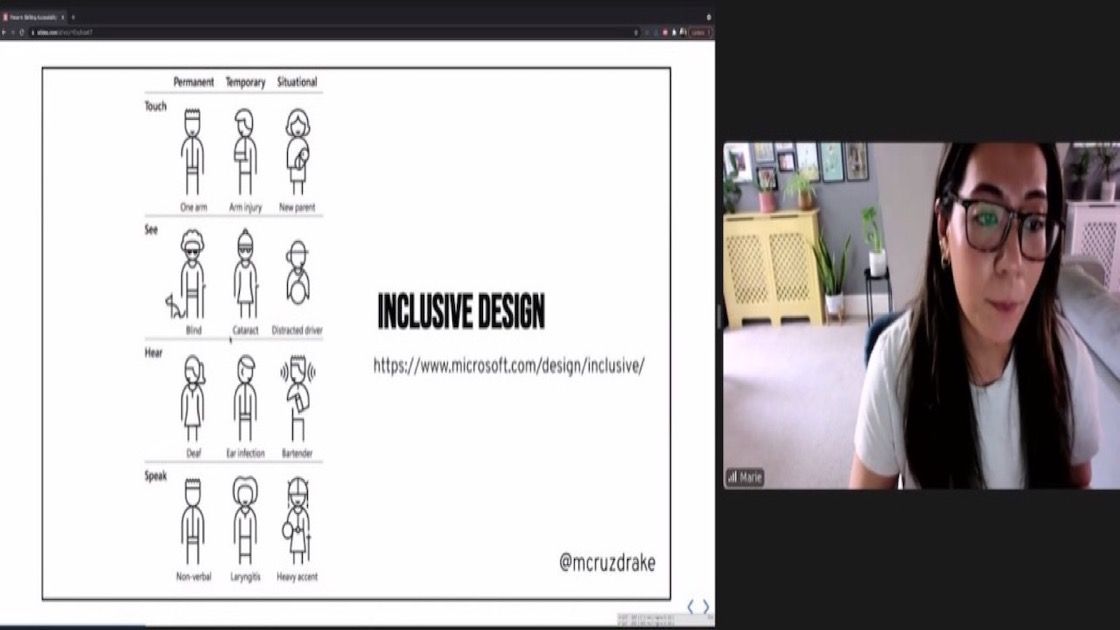 Permanent Temporary Situational
Touch
One arm Arm injury New parent
See
Blind Cataract Distracted driver
Hear
Deaf Ear infection Bartender
Speak
Non-verbal Laryngitis Heavy accent
INCLUSIVE DESIGN
https://www.microsoft.com/design/inclusive/
@mcruzdrake
Marie